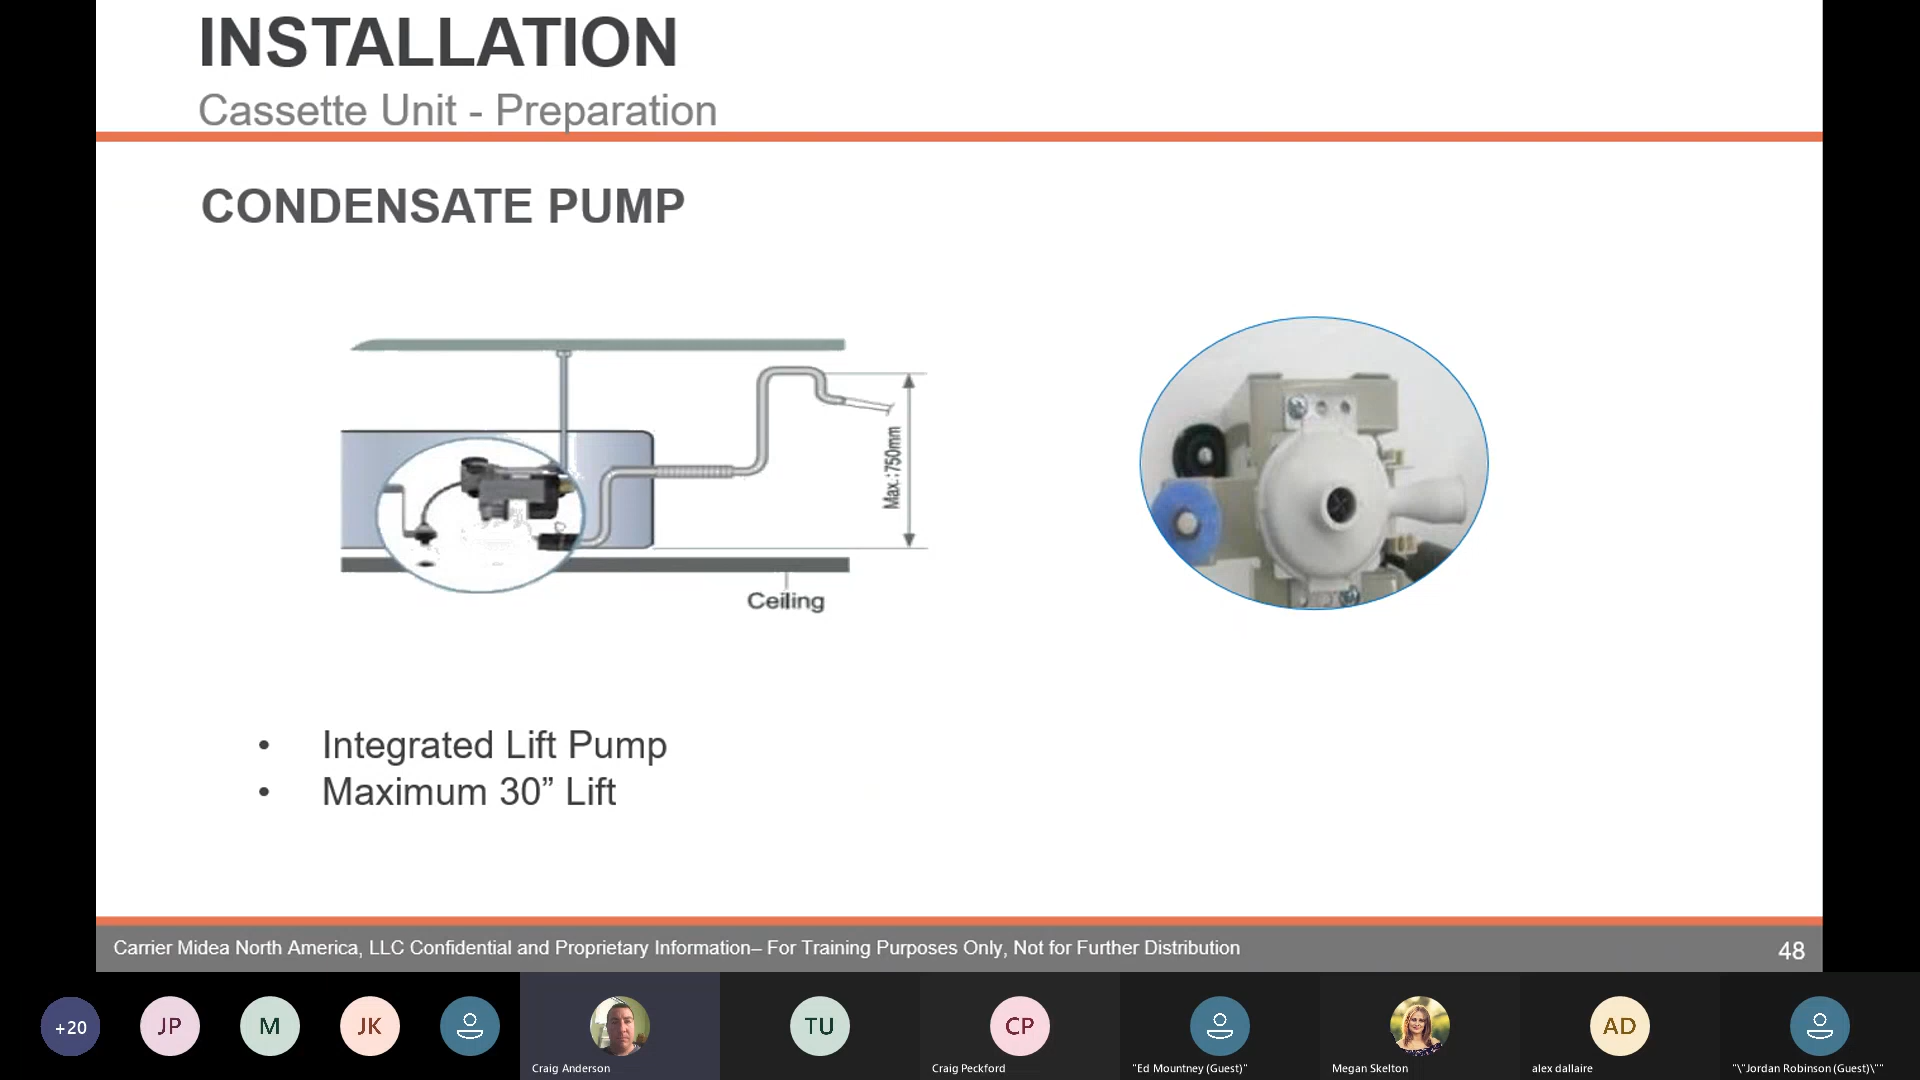 INSTALLATION
Cassette Unit - Preparation
CONDENSATE PUMP
Max.:750mm
Ceiling
• Integrated Lift Pump
• Maximum 30” Lift
Carrier Midea North America, LLC Confidential and Proprietary Information– For Training Purposes Only, Not for Further Distribution
48
+20
JP
M
JK
TU
CP
AD
Craig Anderson
Craig Peckford
"Ed Mountney (Guest)"
Megan Skelton
alex dallaire
"\"Jordan Robinson (Guest)\""